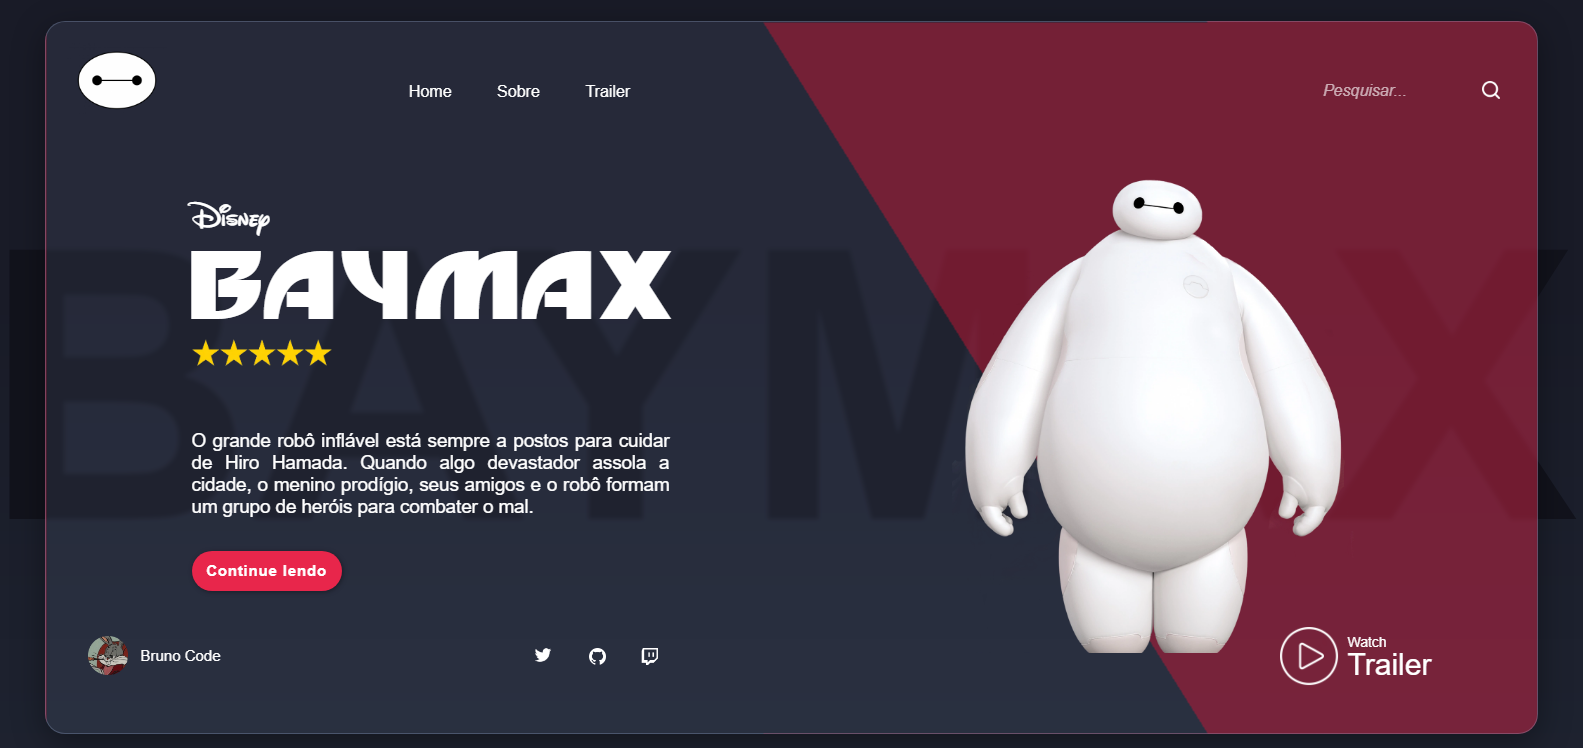 Home Sobre Trailer
Pesquisar...
Disney
BAYMAX
BAYMAX
O grande robô inflável está sempre a postos para cuidar
de Hiro Hamada. Quando algo devastador assola a
cidade, o menino prodígio, seus amigos e o robô formam
um grupo de heróis para combater o mal.
Continue lendo
Bruno Code
Watch
Trailer